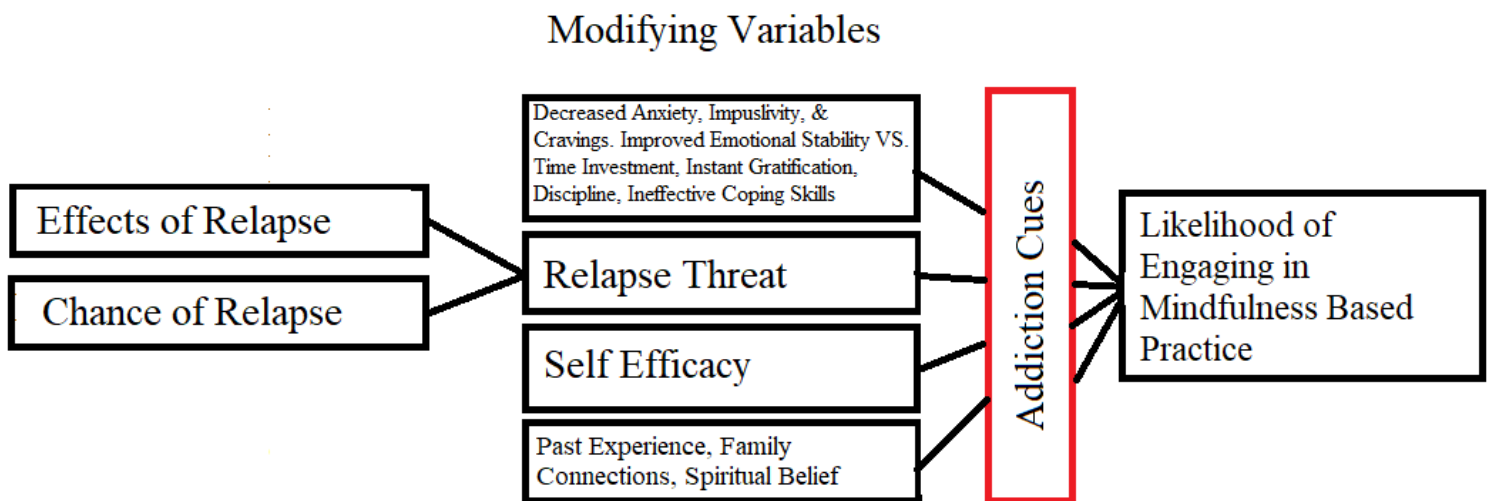 Modifying Variables
Decreased Anxiety, Impuslivity, &
Cravings. Improved Emotional Stability VS.
Time Investment, Instant Gratification,
Discipline, Ineffective Coping Skills
Effects of Relapse
Chance of Relapse
Relapse Threat
Self Efficacy
Past Experience, Family
Connections, Spiritual Belief
Addiction Cues
Likelihood of
Engaging in
Mindfulness Based
Practice